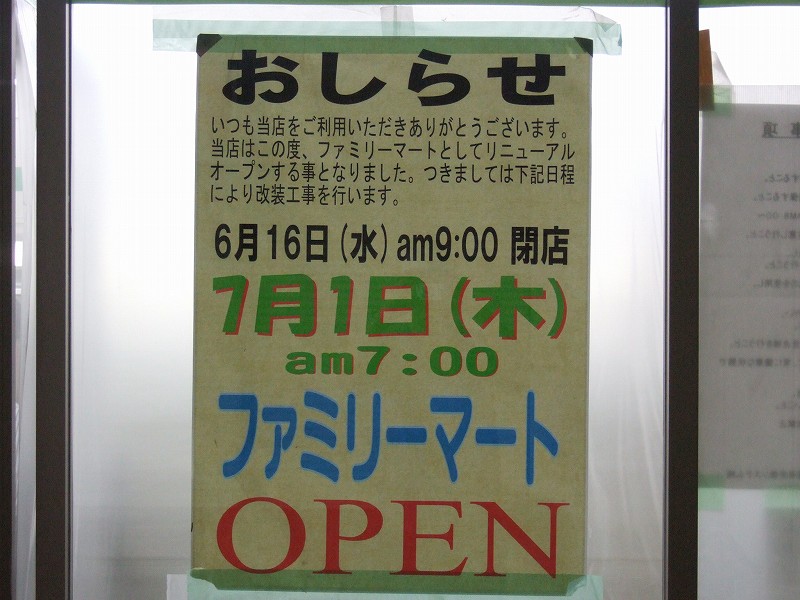 おしらせ
いつも当店をご利用いただきありがとうございます。
当店はこの度、ファミリーマートとしてリニューアル
オープンする事となりました。つきましては下記日程
により改装工事を行います。
6月16日(水)am9:00 閉店
7月1日(木)
am7:00
ファミリーマート
OPEN
事項